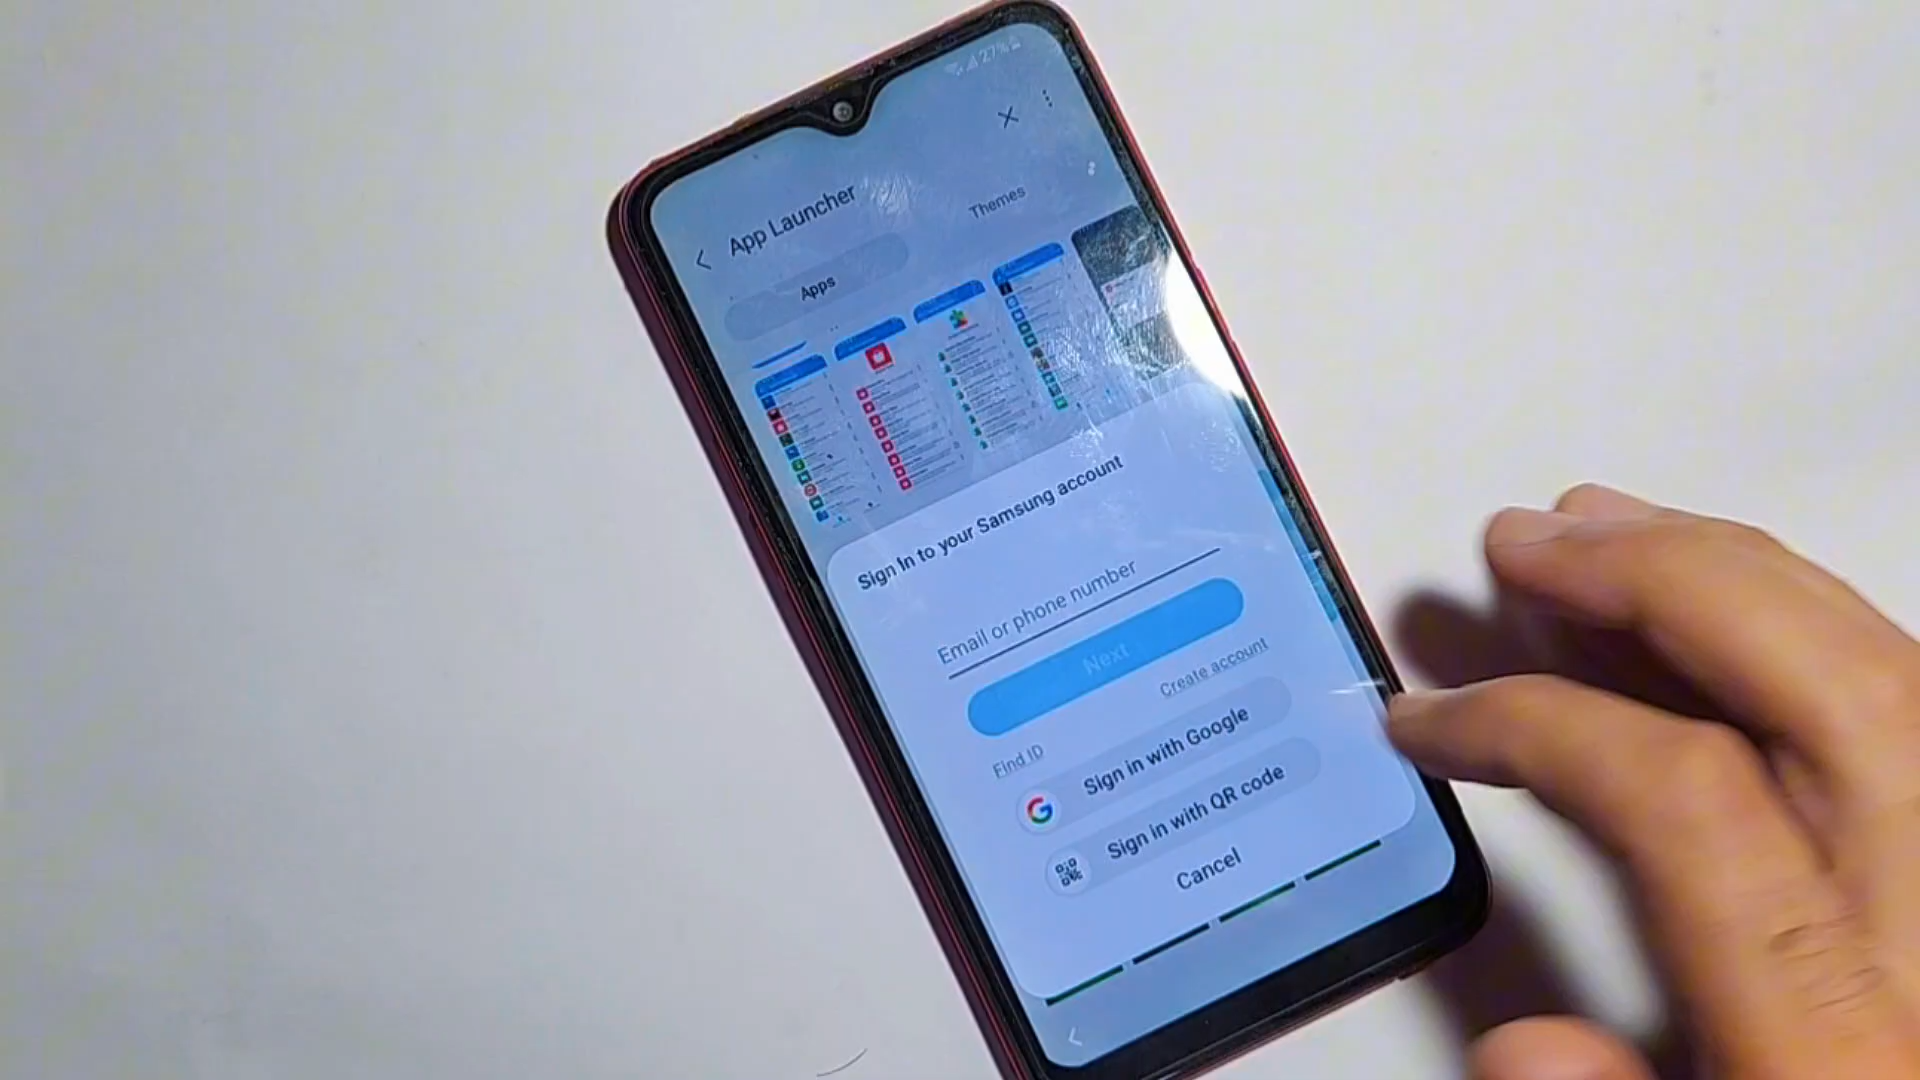 27%
App Launcher
Apps
Themes
Sign in to your Samsung account
Email or phone number
Next
Create account
Find ID
Sign in with Google
Sign in with QR code
Cancel